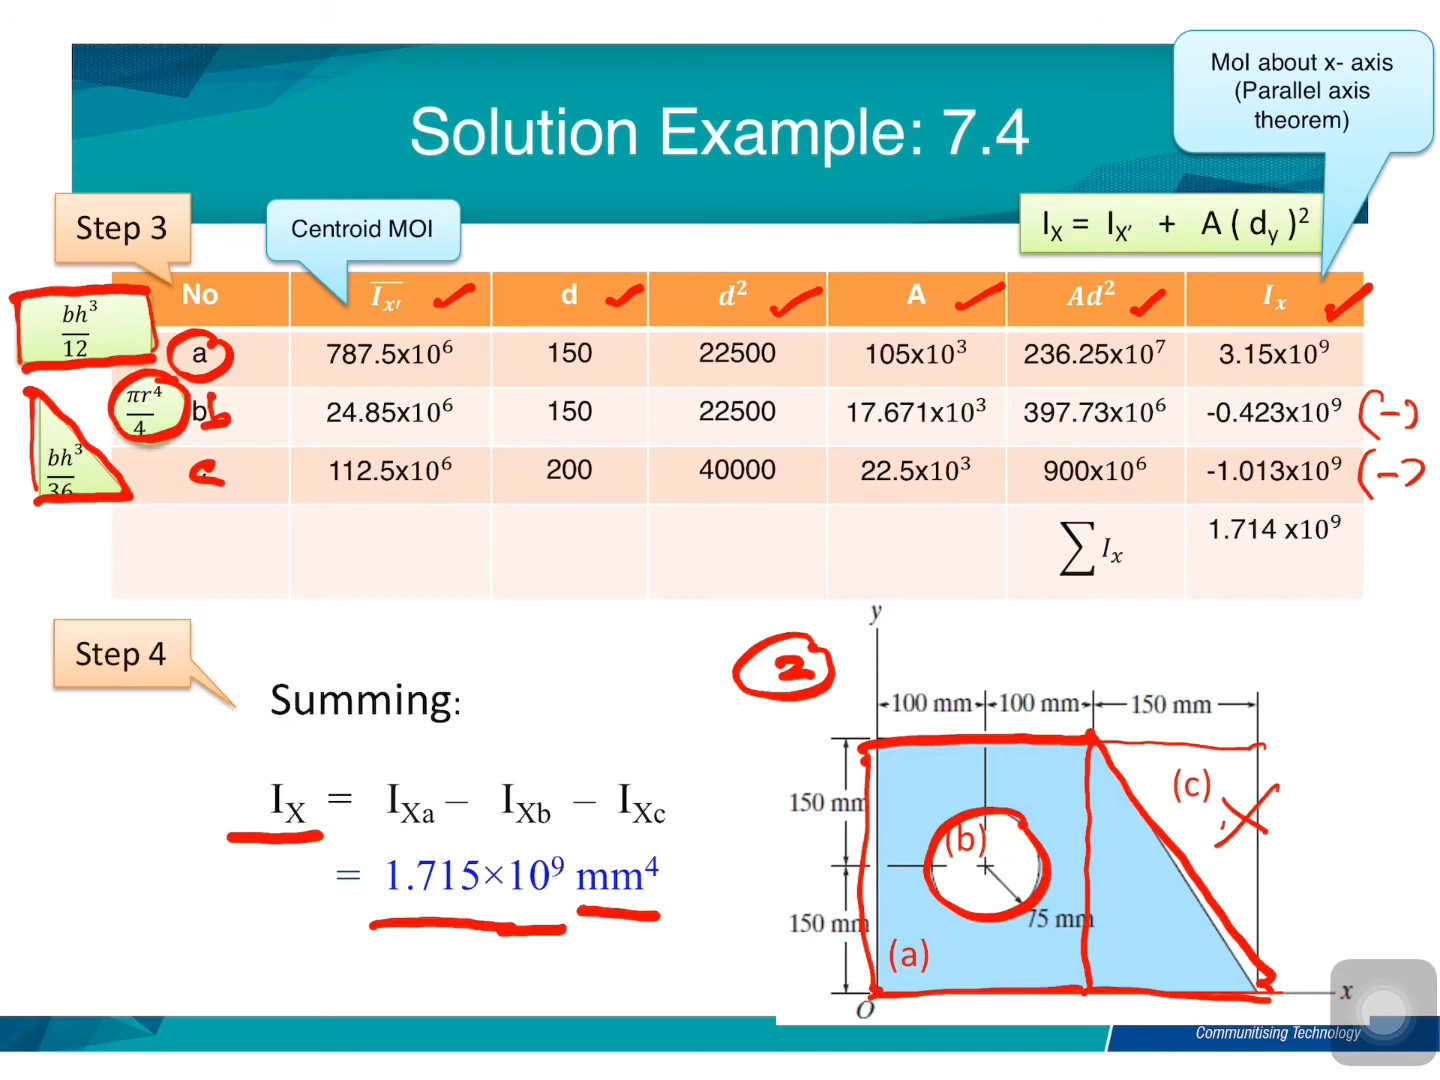 MoI about x- axis
(Parallel axis
theorem)
Solution Example: 7.4
Step 3
Centroid MOI
I_X = I_X' + A ( d_y )²
No I_x' d d² A Ad² I_x
bh³/12
a 787.5x10⁶ 150 22500 105x10³ 236.25x10⁷ 3.15x10⁹
πr⁴/4
b b 24.85x10⁶ 150 22500 17.671x10³ 397.73x10⁶ -0.423x10⁹ (-)
bh³/36
c 112.5x10⁶ 200 40000 22.5x10³ 900x10⁶ -1.013x10⁹ (-)
∑ I_x 1.714 x10⁹
Step 4
Summing:
I_X = I_Xa – I_Xb – I_Xc
= 1.715×10⁹ mm⁴
2
y
100 mm 100 mm 150 mm
(c)
150 mm
(b)
75 mm
150 mm
(a)
x
O
Communitising Technology